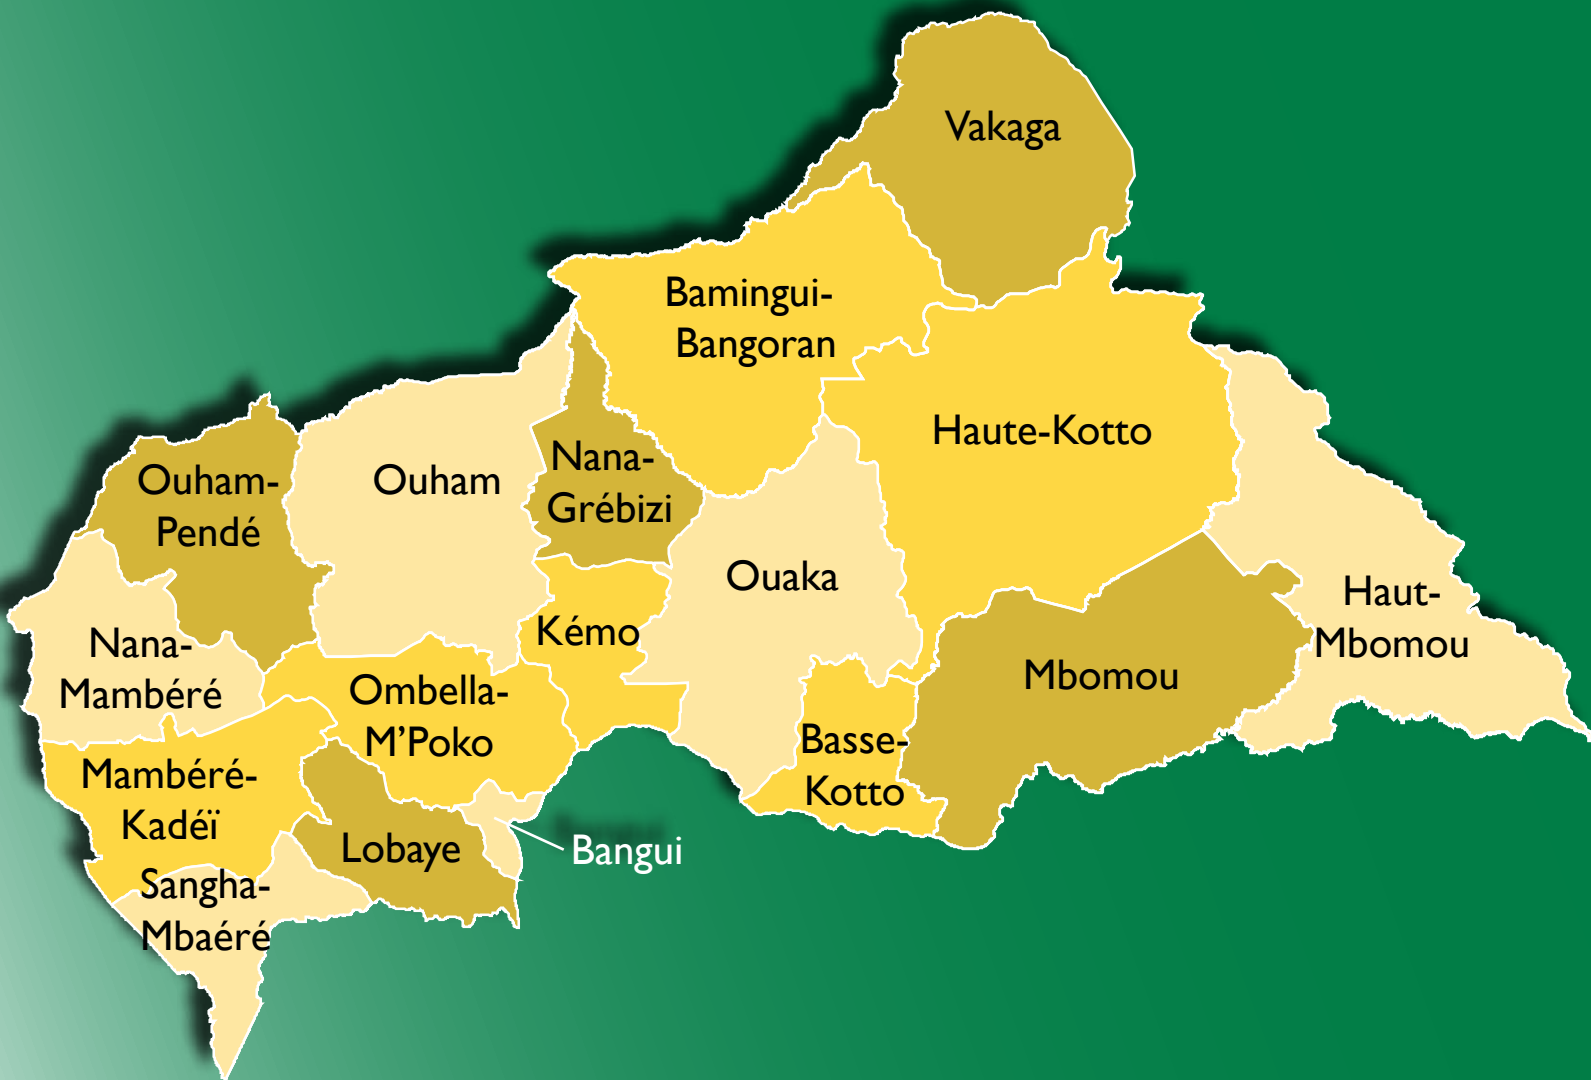 Vakaga
Bamingui-
Bangoran
Haute-Kotto
Ouham-
Pendé
Ouham
Nana-
Grébizi
Ouaka
Kémo
Haut-
Mbomou
Nana-
Mambéré
Ombella-
M'Poko
Mbomou
Basse-
Kotto
Mambéré-
Kadéï
Lobaye
Bangui
Sangha-
Mbaéré